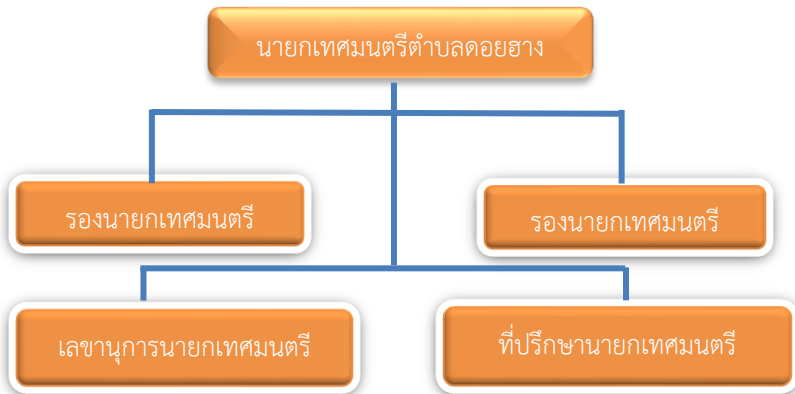 นายกเทศมนตรีตำบลดอยฮาง
รองนายกเทศมนตรี
รองนายกเทศมนตรี
เลขานุการนายกเทศมนตรี
ที่ปรึกษานายกเทศมนตรี